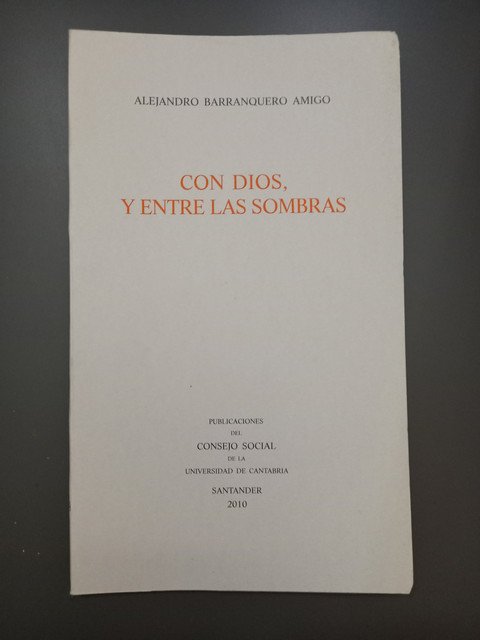 ALEJANDRO BARRANQUERO AMIGO
CON DIOS,
Y ENTRE LAS SOMBRAS
PUBLICACIONES
DEL
CONSEJO SOCIAL
DE LA
UNIVERSIDAD DE CANTABRIA
SANTANDER
2010